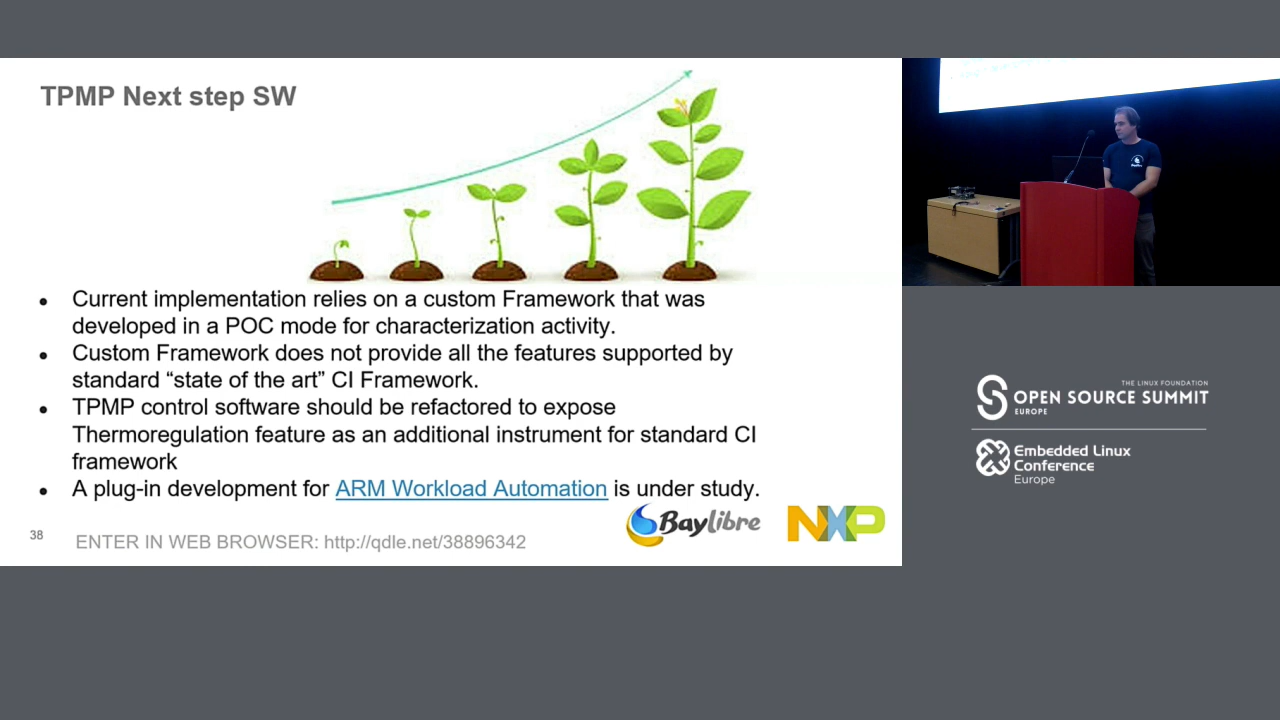 TPMP Next step SW
● Current implementation relies on a custom Framework that was
developed in a POC mode for characterization activity.
● Custom Framework does not provide all the features supported by
standard “state of the art” CI Framework.
● TPMP control software should be refactored to expose
Thermoregulation feature as an additional instrument for standard CI
framework
● A plug-in development for ARM Workload Automation is under study.
Baylibre
NXP
38
ENTER IN WEB BROWSER: http://qdle.net/38896342
THE LINUX FOUNDATION
OPEN SOURCE SUMMIT
EUROPE
Embedded Linux
Conference
Europe